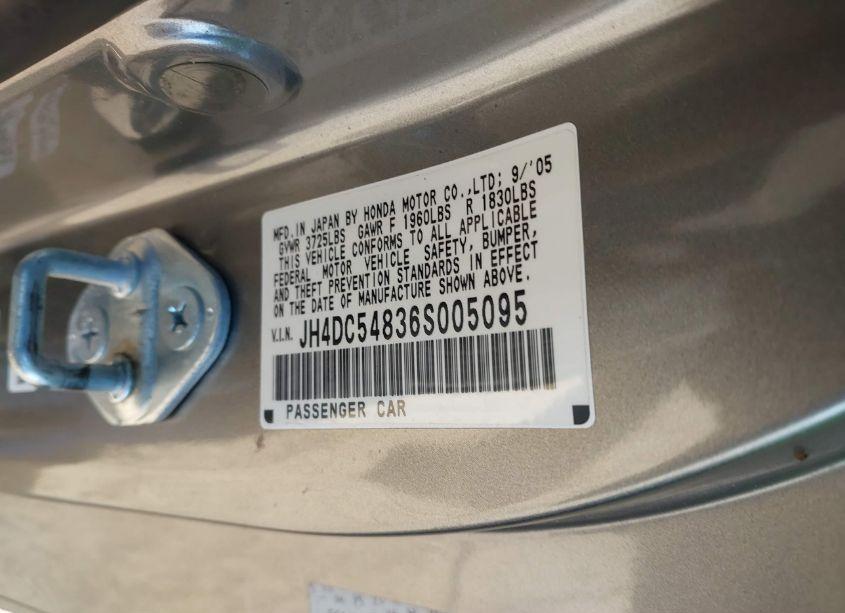 MFD. IN JAPAN BY HONDA MOTOR CO.,LTD; 9/'05
GVWR 3725LBS GAWR F 1960LBS R 1830LBS
THIS VEHICLE CONFORMS TO ALL APPLICABLE
FEDERAL MOTOR VEHICLE SAFETY, BUMPER,
AND THEFT PREVENTION STANDARDS IN EFFECT
ON THE DATE OF MANUFACTURE SHOWN ABOVE.
V.I.N. JH4DC54836S005095
PASSENGER CAR